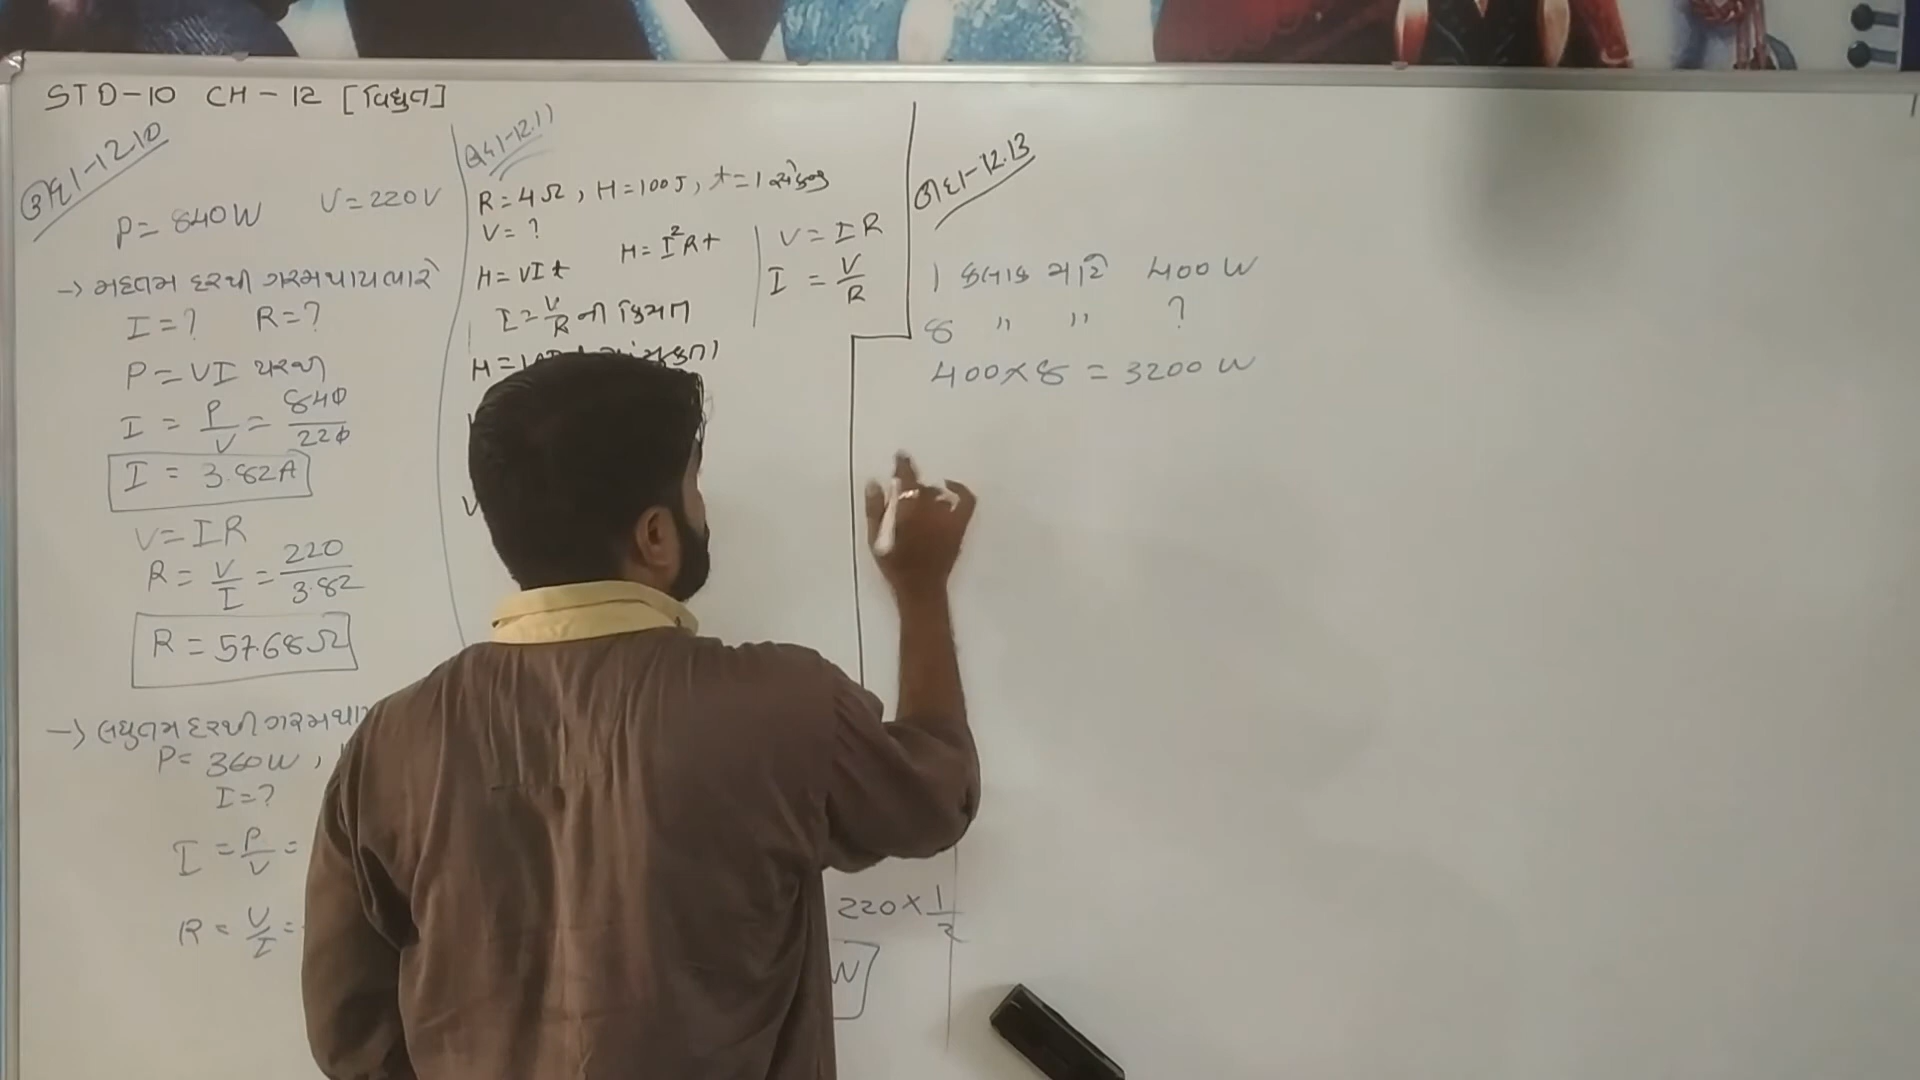 STD-10 CH-12 [વિદ્યુત]
ઉદા-12.10
P = 840W V = 220V
-> મહત્તમ દરથી ગરમ થાય ત્યારે
I = ? R = ?
P = VI પરથી
I = P/V = 840/220
I = 3.82A
V = IR
R = V/I = 220/3.82
R = 57.68Ω
-> લઘુત્તમ દરથી ગરમ
P = 360W,
I = ?
I = P/V =
R = V/I =
ઉદા-12.11
R = 4Ω, H = 100J, t = 1 સેકન્ડ
V = ?
H = VIt H = I²Rt
I = V/R ની કિંમત
H =
V = IR
I = V/R
220 × 1/2
W
ઉદા-12.13
1 કલાક માટે 400W
8 " " ?
400×8 = 3200 W